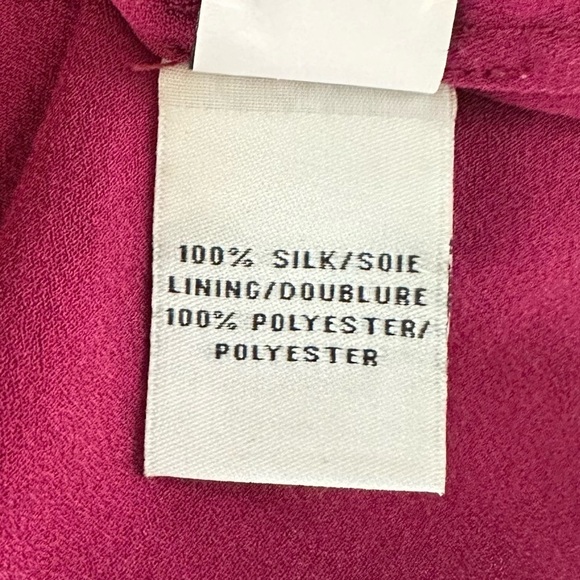 100% SILK/SOIE
LINING/DOUBLURE
100% POLYESTER/
POLYESTER